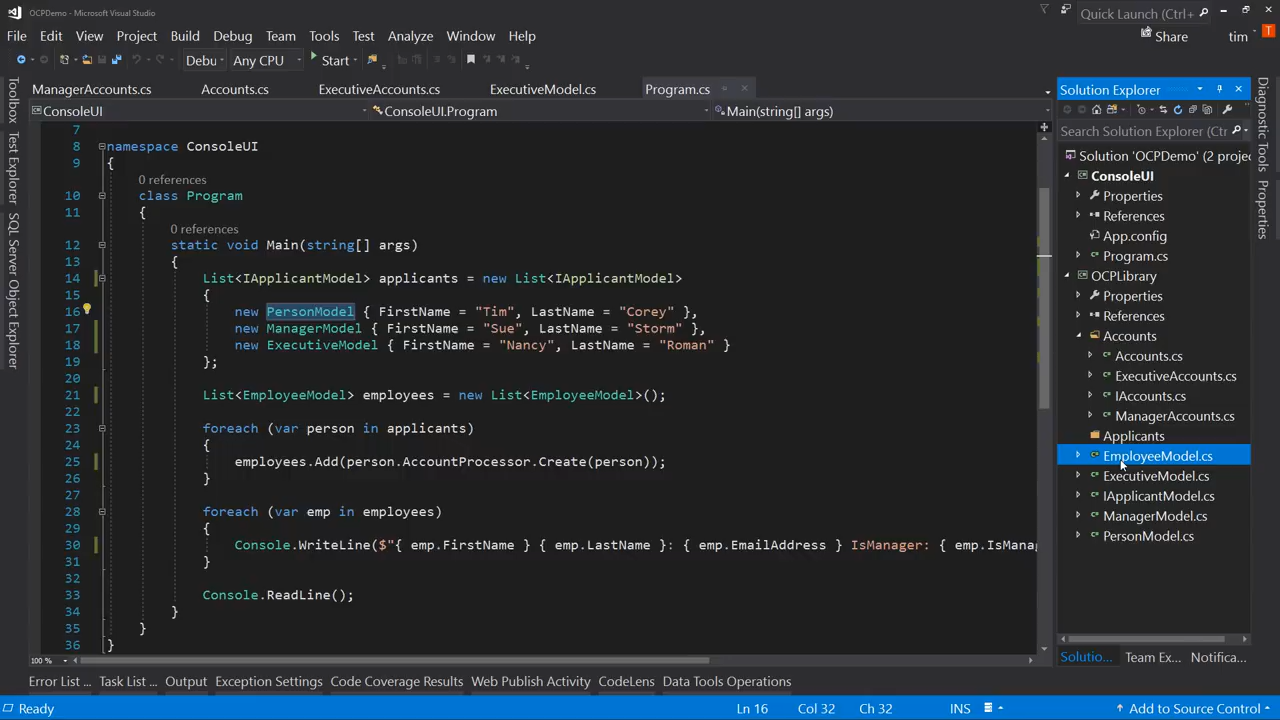 OCPDemo - Microsoft Visual Studio
Quick Launch (Ctrl+
File Edit View Project Build Debug Team Tools Test Analyze Window Help
Share tim T
Debu Any CPU Start
ManagerAccounts.cs Accounts.cs ExecutiveAccounts.cs ExecutiveModel.cs Program.cs
ConsoleUI ConsoleUI.Program Main(string[] args)
7
8 namespace ConsoleUI
9 {
0 references
10 class Program
11 {
0 references
12 static void Main(string[] args)
13 {
14 List<IApplicantModel> applicants = new List<IApplicantModel>
15 {
16 new PersonModel { FirstName = "Tim", LastName = "Corey" },
17 new ManagerModel { FirstName = "Sue", LastName = "Storm" },
18 new ExecutiveModel { FirstName = "Nancy", LastName = "Roman" }
19 };
20
21 List<EmployeeModel> employees = new List<EmployeeModel>();
22
23 foreach (var person in applicants)
24 {
25 employees.Add(person.AccountProcessor.Create(person));
26 }
27
28 foreach (var emp in employees)
29 {
30 Console.WriteLine($"{ emp.FirstName } { emp.LastName }: { emp.EmailAddress } IsManager: { emp.IsManag
31 }
32
33 Console.ReadLine();
34 }
35 }
36 }
100 %
Toolbox
Test Explorer
SQL Server Object Explorer
Solution Explorer
Search Solution Explorer (Ctrl
Solution 'OCPDemo' (2 projec
ConsoleUI
Properties
References
App.config
Program.cs
OCPLibrary
Properties
References
Accounts
Accounts.cs
ExecutiveAccounts.cs
IAccounts.cs
ManagerAccounts.cs
Applicants
EmployeeModel.cs
ExecutiveModel.cs
IApplicantModel.cs
ManagerModel.cs
PersonModel.cs
Solutio... Team Ex... Notifica...
Diagnostic Tools
Properties
Error List ... Task List ... Output Exception Settings Code Coverage Results Web Publish Activity CodeLens Data Tools Operations
Ready Ln 16 Col 32 Ch 32 INS Add to Source Control